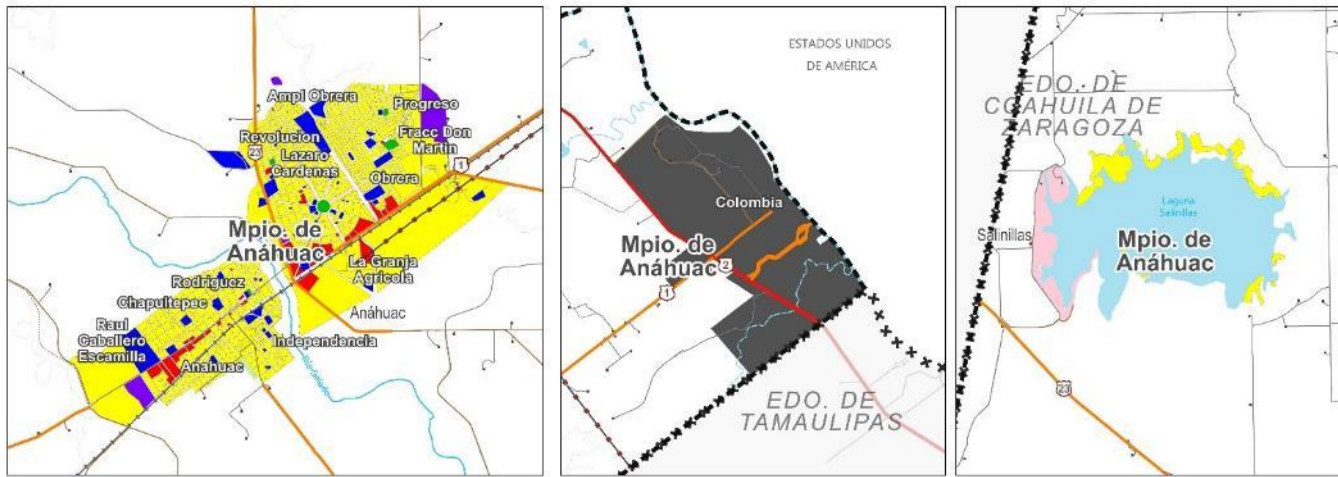 Ampl Obrera
Progreso
Revolucion
Fracc Don
Martin
Lazaro
Cardenas
Obrera
23
1
Mpio. de
Anáhuac
La Granja
Agricola
Rodriguez
Chapultepec
Anáhuac
Raul
Caballero
Escamilla
Independencia
Anahuac
Río Salado
ESTADOS UNIDOS
DE AMÉRICA
Colombia
Mpio. de
Anáhuac
2
1
EDO. DE
TAMAULIPAS
EDO. DE
COAHUILA DE
ZARAGOZA
Laguna
Salinillas
Salinillas
Mpio. de
Anáhuac
23